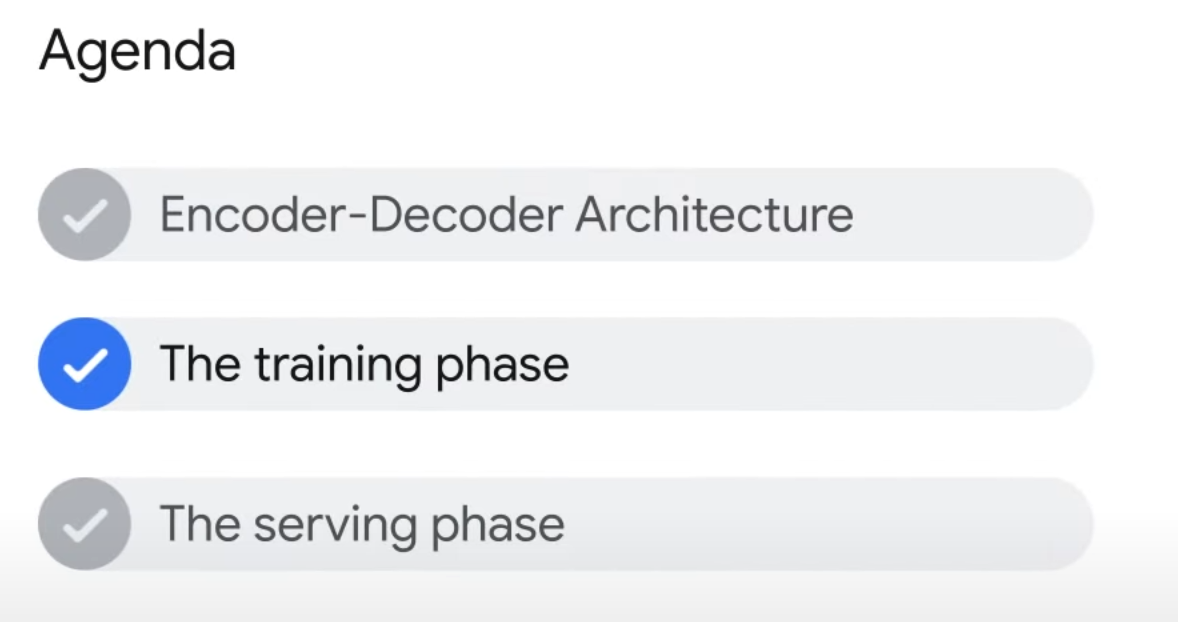 Agenda
Encoder-Decoder Architecture
The training phase
The serving phase